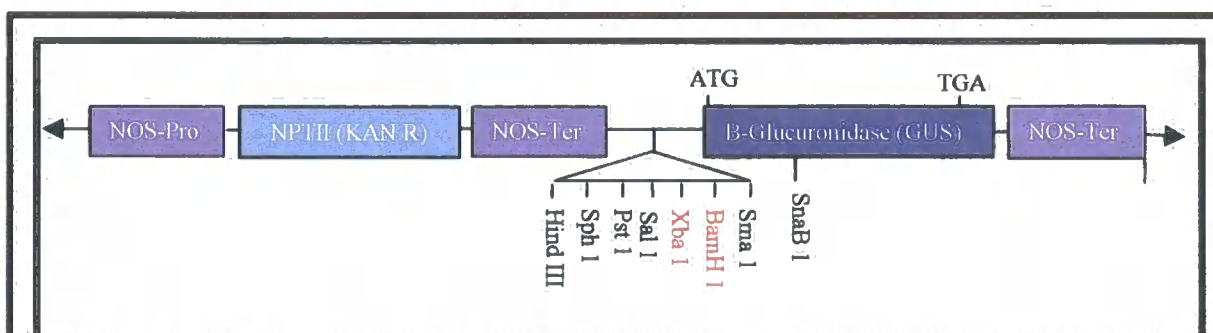 ATG TGA
NOS-Pro NPTII (KAN R) NOS-Ter B-Glucuronidase (GUS) NOS-Ter
Hind III
Sph 1
Pst 1
Sal 1
Xba 1
BamH 1
Sma 1
SnaB 1